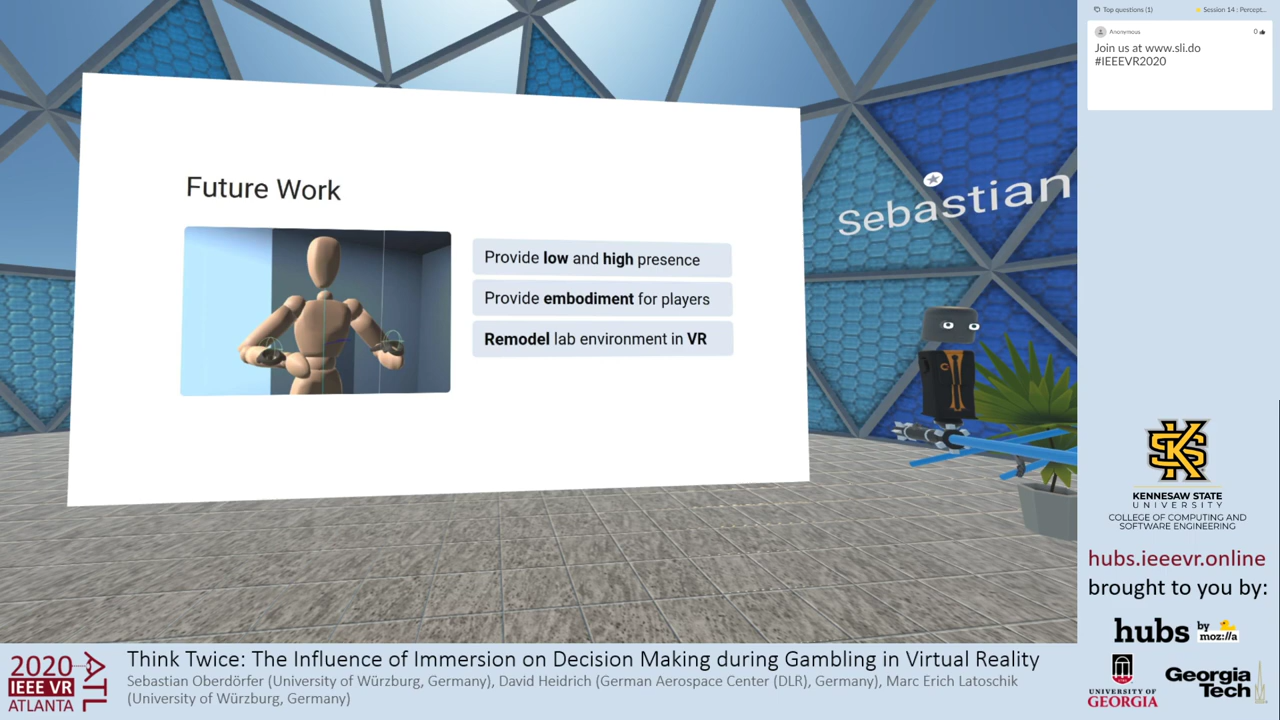 Top questions (1)
Session 14 : Percept...
Anonymous
0
Join us at www.sli.do
#IEEEVR2020
Future Work
Provide low and high presence
Provide embodiment for players
Remodel lab environment in VR
Sebastian
KENNESAW STATE
UNIVERSITY
COLLEGE OF COMPUTING AND
SOFTWARE ENGINEERING
hubs.ieeevr.online
brought to you by:
hubs by
moz://a
UNIVERSITY OF
GEORGIA
Georgia
Tech
2020
IEEE VR
ATLANTA
ATL
Think Twice: The Influence of Immersion on Decision Making during Gambling in Virtual Reality
Sebastian Oberdörfer (University of Würzburg, Germany), David Heidrich (German Aerospace Center (DLR), Germany), Marc Erich Latoschik
(University of Würzburg, Germany)